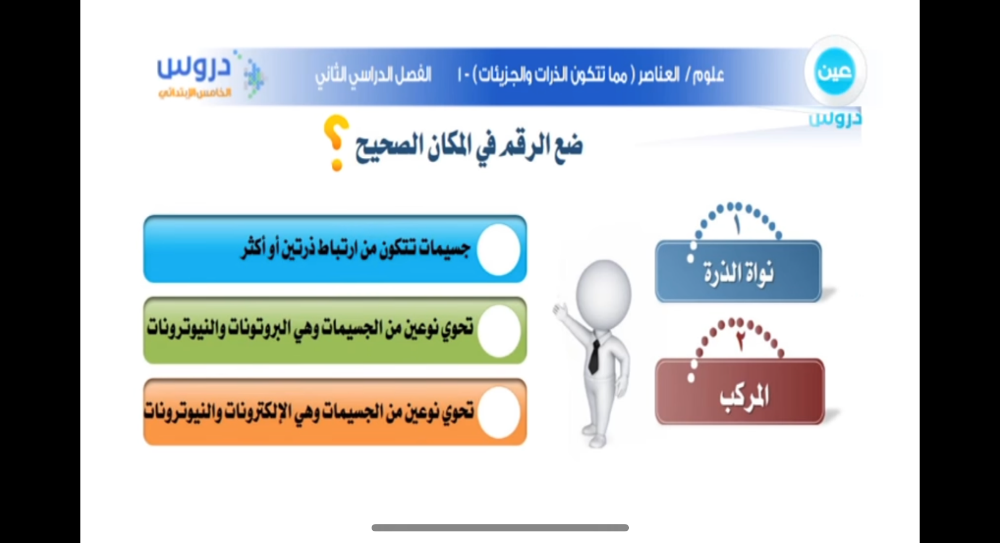 عين
دروس
علوم / العناصر ( مما تتكون الذرات والجزيئات) - ١ الفصل الدراسي الثاني
دروس
الخامس الابتدائي
ضع الرقم في المكان الصحيح ؟
١
نواة الذرة
٢
المركب
جسيمات تتكون من ارتباط ذرتين أو أكثر
تحوي نوعين من الجسيمات وهي البروتونات والنيوترونات
تحوي نوعين من الجسيمات وهي الإلكترونات والنيوترونات